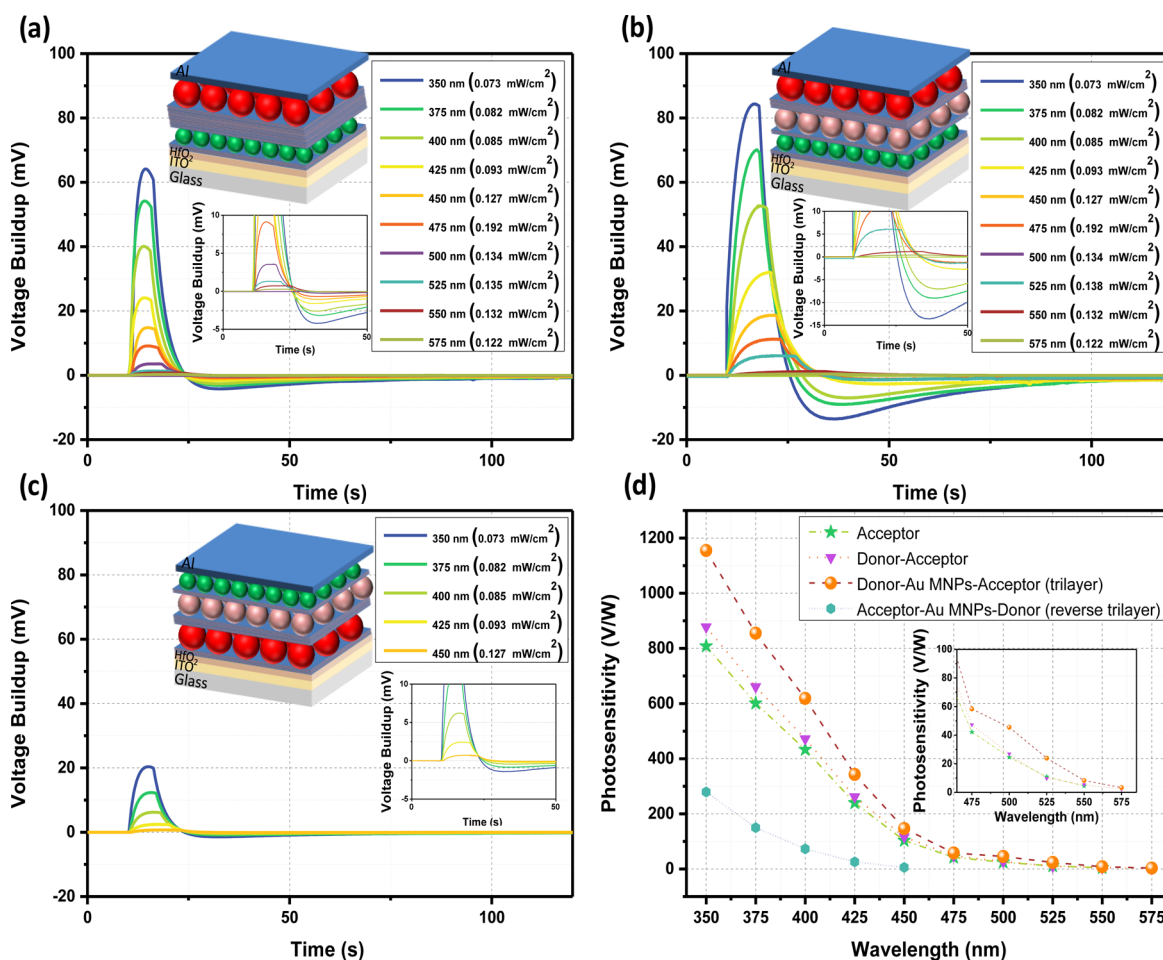 (a)
100
80
60
40
20
0
-20
Voltage Buildup (mV)
0
50
100
Time (s)
Al
HfO2
ITO2
Glass
350 nm (0.073 mW/cm2)
375 nm (0.082 mW/cm2)
400 nm (0.085 mW/cm2)
425 nm (0.093 mW/cm2)
450 nm (0.127 mW/cm2)
475 nm (0.192 mW/cm2)
500 nm (0.134 mW/cm2)
525 nm (0.135 mW/cm2)
550 nm (0.132 mW/cm2)
575 nm (0.122 mW/cm2)
Voltage Buildup (mV)
10
5
0
-5
0
50
Time (s)
(b)
100
80
60
40
20
0
-20
Voltage Buildup (mV)
0
50
100
Time (s)
Al
HfO2
ITO2
Glass
350 nm (0.073 mW/cm2)
375 nm (0.082 mW/cm2)
400 nm (0.085 mW/cm2)
425 nm (0.093 mW/cm2)
450 nm (0.127 mW/cm2)
475 nm (0.192 mW/cm2)
500 nm (0.134 mW/cm2)
525 nm (0.138 mW/cm2)
550 nm (0.132 mW/cm2)
575 nm (0.122 mW/cm2)
Voltage Buildup (mV)
10
5
0
-5
-10
-15
0
50
Time (s)
(c)
100
80
60
40
20
0
-20
Voltage Buildup (mV)
0
50
100
Time (s)
Al
HfO2
ITO2
Glass
350 nm (0.073 mW/cm2)
375 nm (0.082 mW/cm2)
400 nm (0.085 mW/cm2)
425 nm (0.093 mW/cm2)
450 nm (0.127 mW/cm2)
Voltage Buildup (mV)
10
5
0
-5
0
50
Time (s)
(d)
1200
1000
800
600
400
200
0
Photosensitivity (V/W)
350 375 400 425 450 475 500 525 550 575
Wavelength (nm)
Acceptor
Donor-Acceptor
Donor-Au MNPs-Acceptor (trilayer)
Acceptor-Au MNPs-Donor (reverse trilayer)
Photosensitivity (V/W)
100
80
60
40
20
0
475 500 525 550 575
Wavelength (nm)